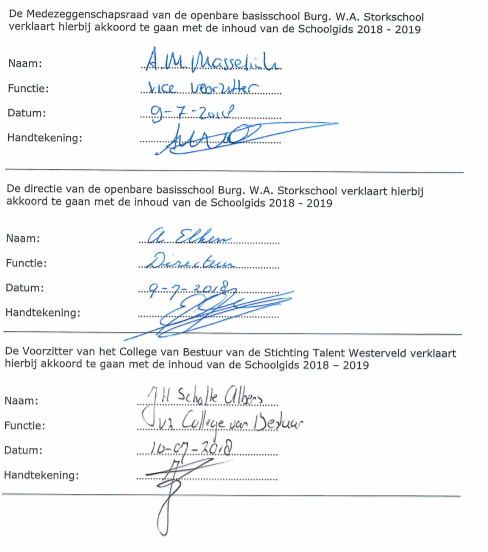 De Medezeggenschapsraad van de openbare basisschool Burg. W.A. Storkschool
verklaart hierbij akkoord te gaan met de inhoud van de Schoolgids 2018 - 2019
Naam: A.M.
Functie: vice voorzitter
Datum: 9-7-2018
Handtekening:
De directie van de openbare basisschool Burg. W.A. Storkschool verklaart hierbij
akkoord te gaan met de inhoud van de Schoolgids 2018 - 2019
Naam: A Elken
Functie: Directeur
Datum: 9-7-2018
Handtekening:
De Voorzitter van het College van Bestuur van de Stichting Talent Westerveld verklaart
hierbij akkoord te gaan met de inhoud van de Schoolgids 2018 – 2019
Naam: JH Scholte Albers
Functie: vz College van Bestuur
Datum: 10-07-2018
Handtekening: